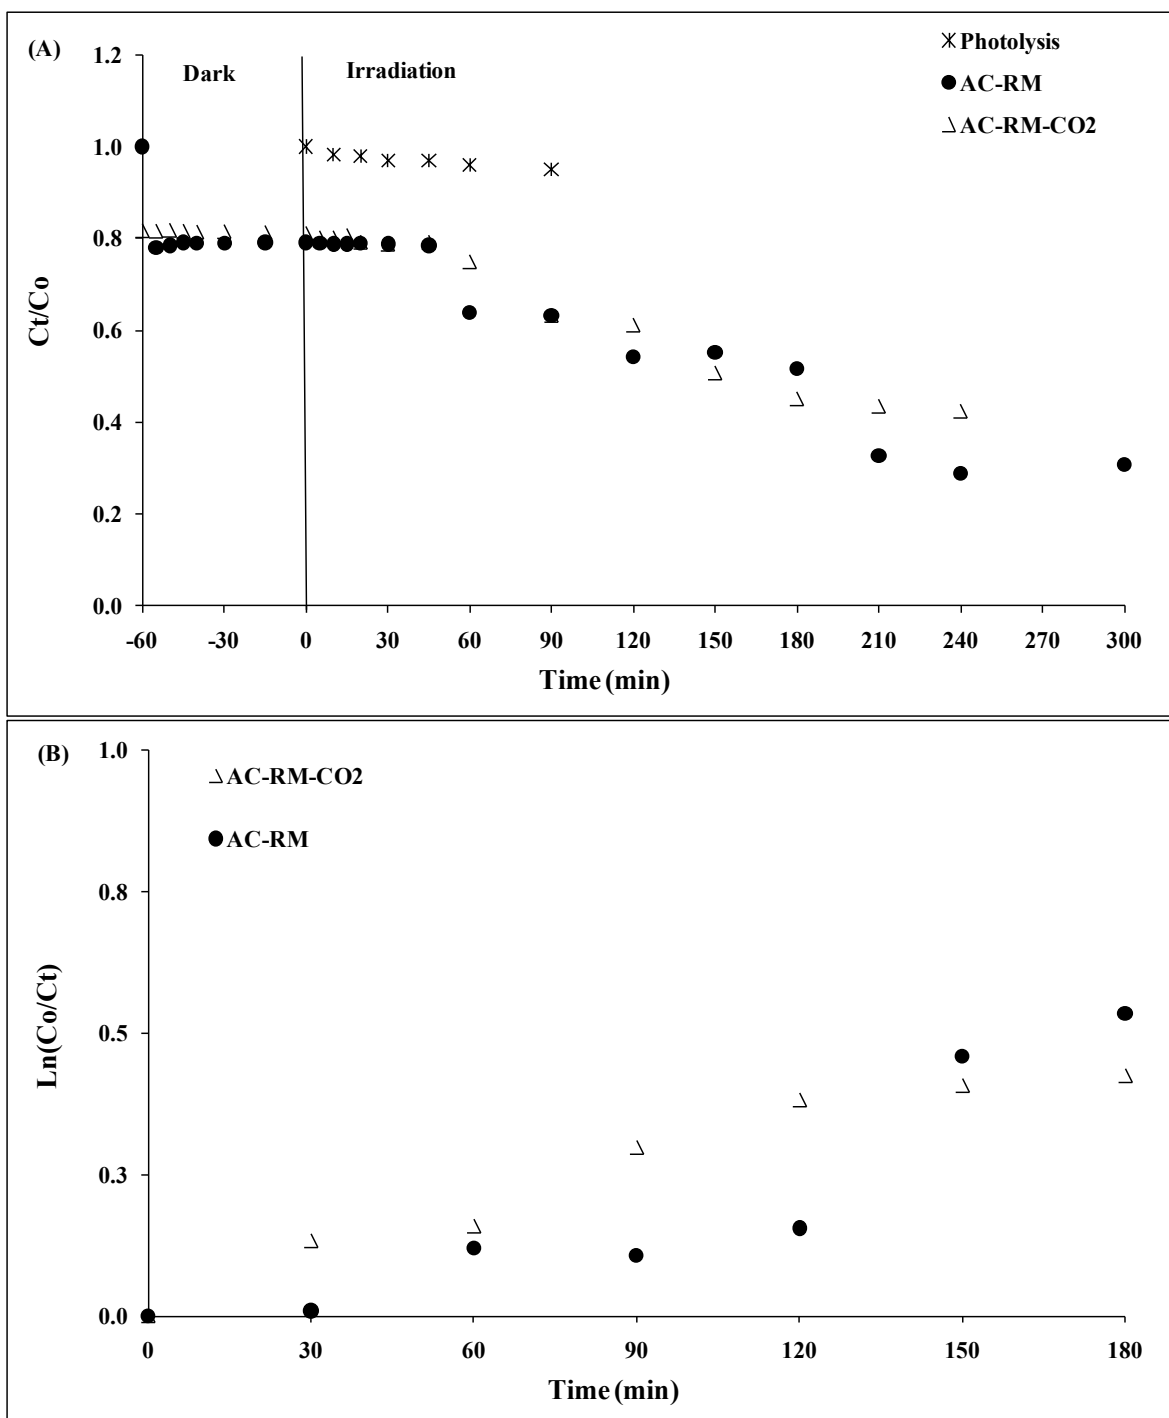 (A)
Dark
Irradiation
Photolysis
AC-RM
AC-RM-CO2
1.2
1.0
0.8
0.6
0.4
0.2
0.0
Ct/Co
-60 -30 0 30 60 90 120 150 180 210 240 270 300
Time (min)
(B)
AC-RM-CO2
AC-RM
1.0
0.8
0.5
0.3
0.0
Ln(Co/Ct)
0 30 60 90 120 150 180
Time (min)